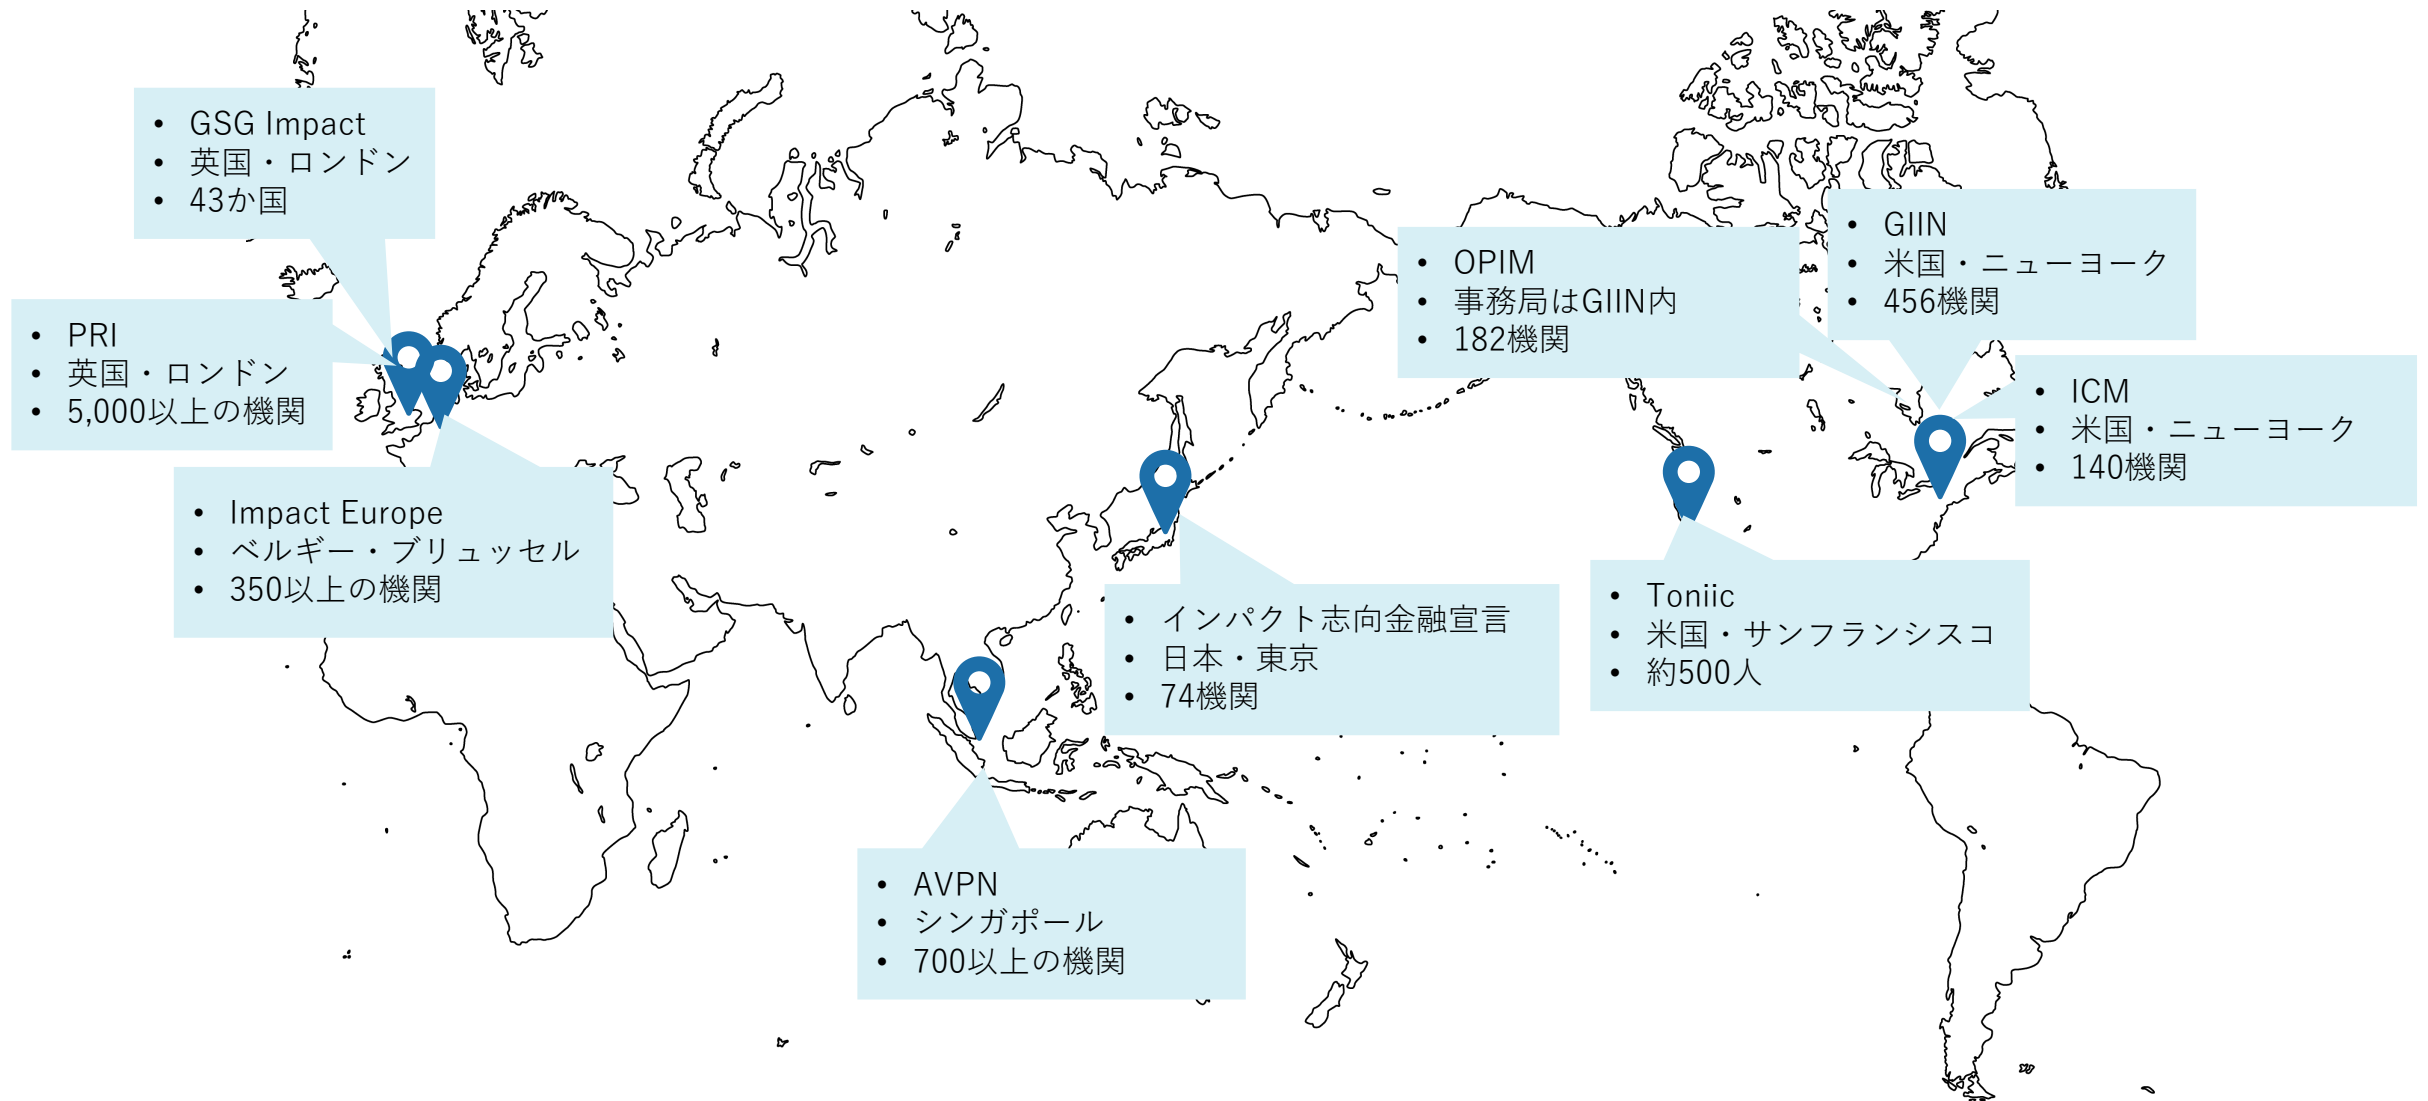 • GSG Impact
• 英国・ロンドン
• 43か国
• PRI
• 英国・ロンドン
• 5,000以上の機関
• Impact Europe
• ベルギー・ブリュッセル
• 350以上の機関
• AVPN
• シンガポール
• 700以上の機関
• インパクト志向金融宣言
• 日本・東京
• 74機関
• OPIM
• 事務局はGIIN内
• 182機関
• GIIN
• 米国・ニューヨーク
• 456機関
• ICM
• 米国・ニューヨーク
• 140機関
• Toniic
• 米国・サンフランシスコ
• 約500人